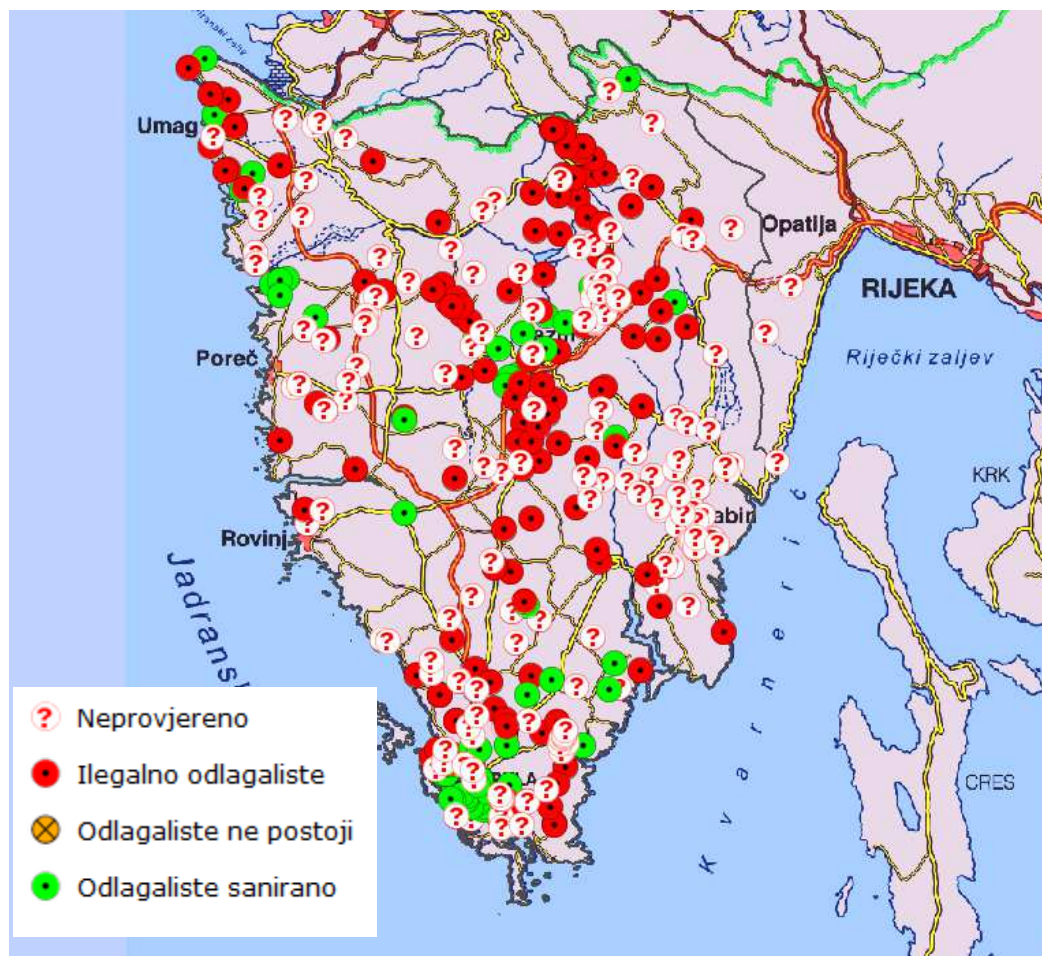 Umag
Opatija
RIJEKA
Poreč
Riječki zaljev
KRK
Rovinj
Jadransk
Kvarnerić
CRES
Neprovjereno
Ilegalno odlagaliste
Odlagaliste ne postoji
Odlagaliste sanirano